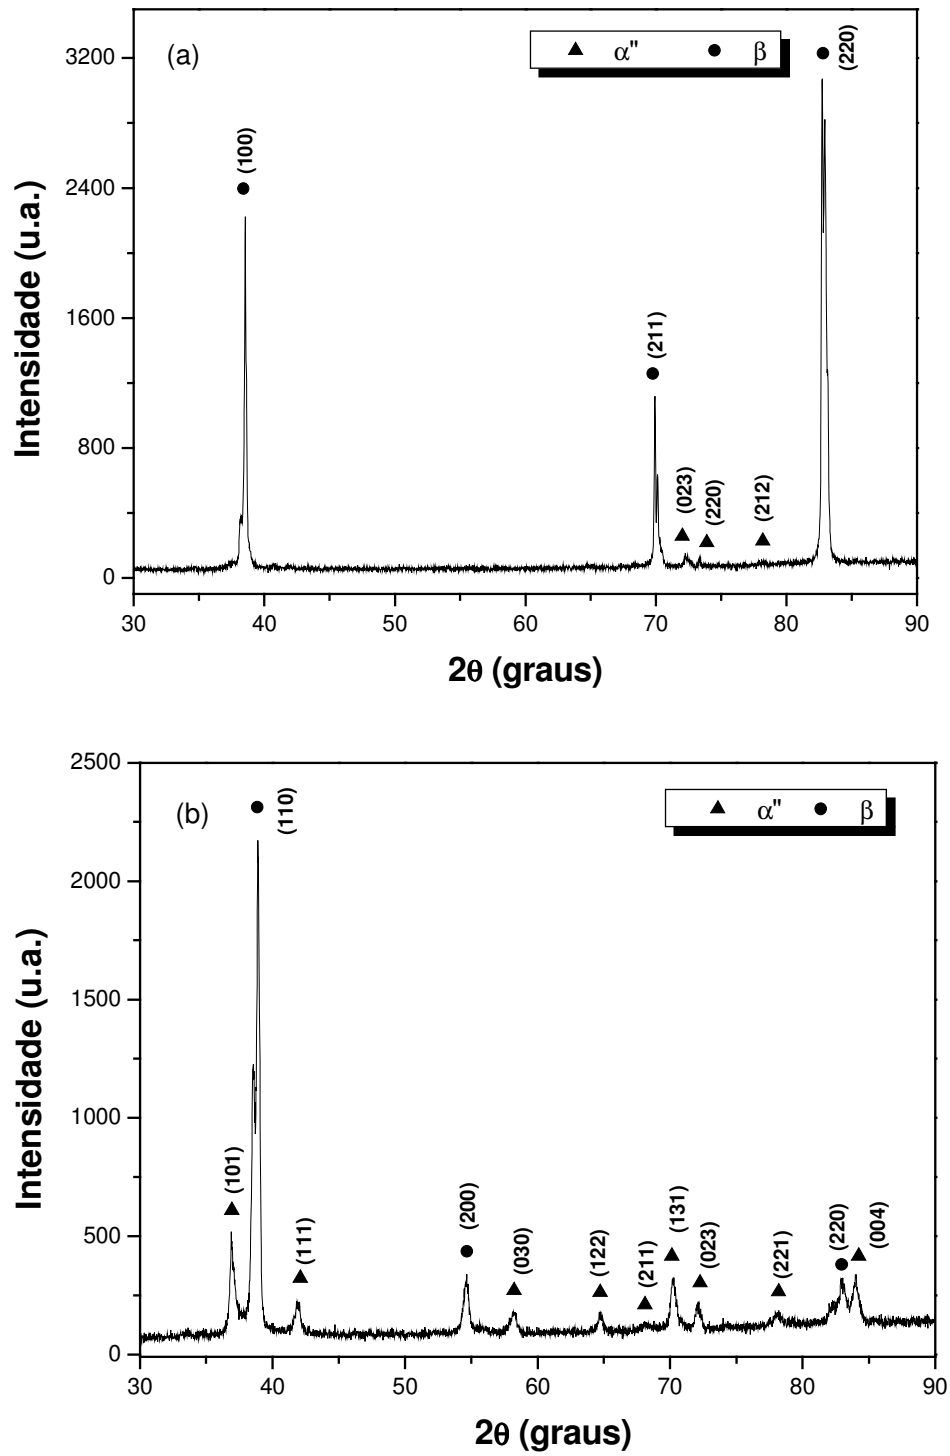 (a)
▲ α" ● β
3200
2400
1600
800
0
Intensidade (u.a.)
(100)
(211)
(023)
(220)
(212)
(220)
30 40 50 60 70 80 90
2θ (graus)
(b)
▲ α" ● β
2500
2000
1500
1000
500
0
Intensidade (u.a.)
(101)
(110)
(111)
(200)
(030)
(122)
(211)
(131)
(023)
(221)
(220)
(004)
30 40 50 60 70 80 90
2θ (graus)